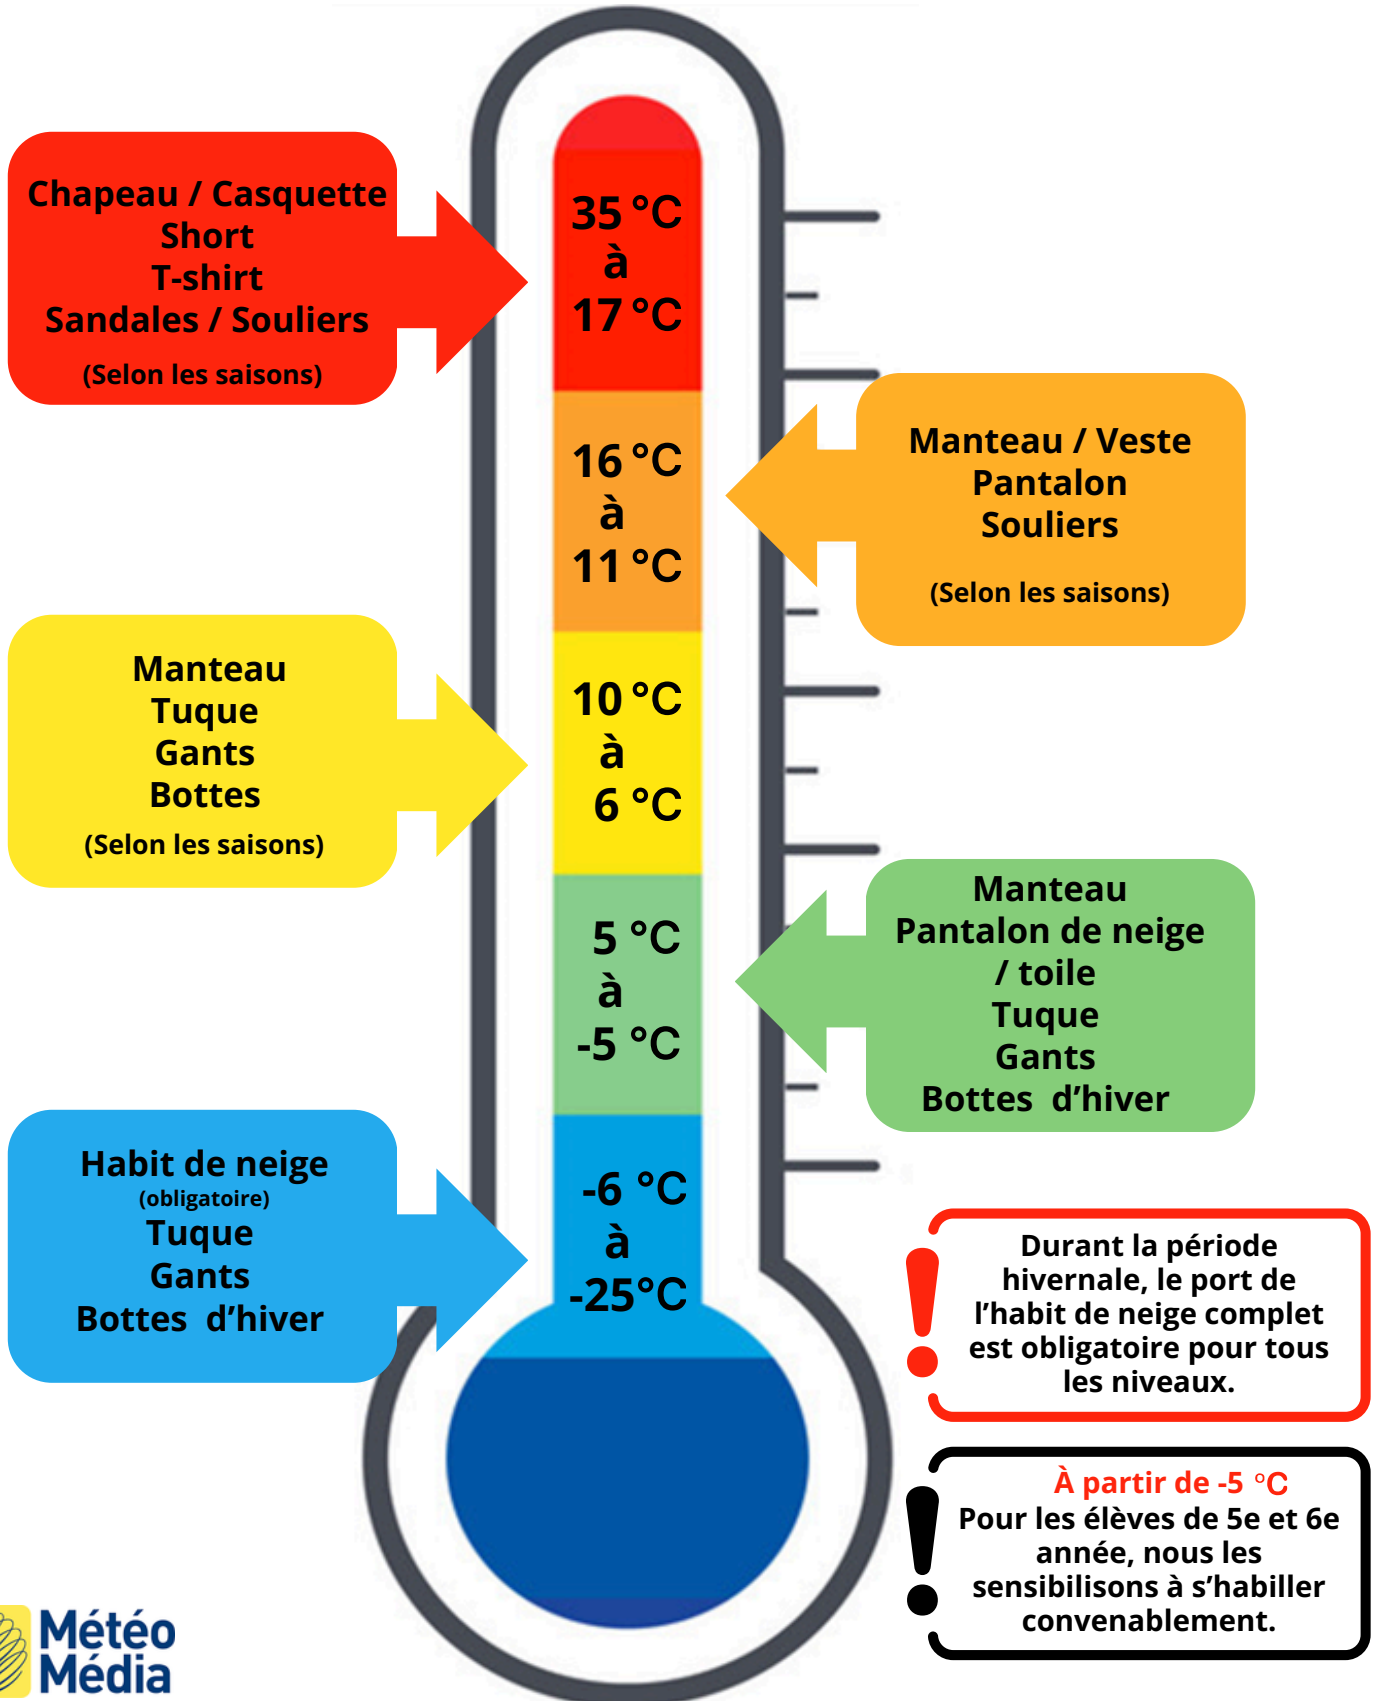 Chapeau / Casquette
Short
T-shirt
Sandales / Souliers
(Selon les saisons)
35 °C
à
17 °C
16 °C
à
11 °C
Manteau / Veste
Pantalon
Souliers
(Selon les saisons)
Manteau
Tuque
Gants
Bottes
(Selon les saisons)
10 °C
à
6 °C
5 °C
à
-5 °C
Manteau
Pantalon de neige
/ toile
Tuque
Gants
Bottes d’hiver
Habit de neige
(obligatoire)
Tuque
Gants
Bottes d’hiver
-6 °C
à
-25°C
Durant la période
hivernale, le port de
l’habit de neige complet
est obligatoire pour tous
les niveaux.
À partir de -5 °C
Pour les élèves de 5e et 6e
année, nous les
sensibilisons à s’habiller
convenablement.
Météo
Média